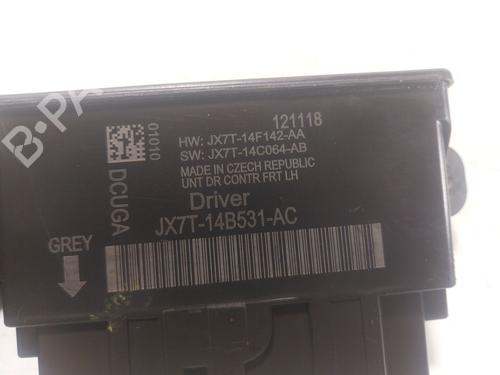 B-PA
01010
DCUGA
121118
HW: JX7T-14F142-AA
SW: JX7T-14C064-AB
MADE IN CZECH REPUBLIC
UNT DR CONTR FRT LH
Driver
JX7T-14B531-AC
GREY